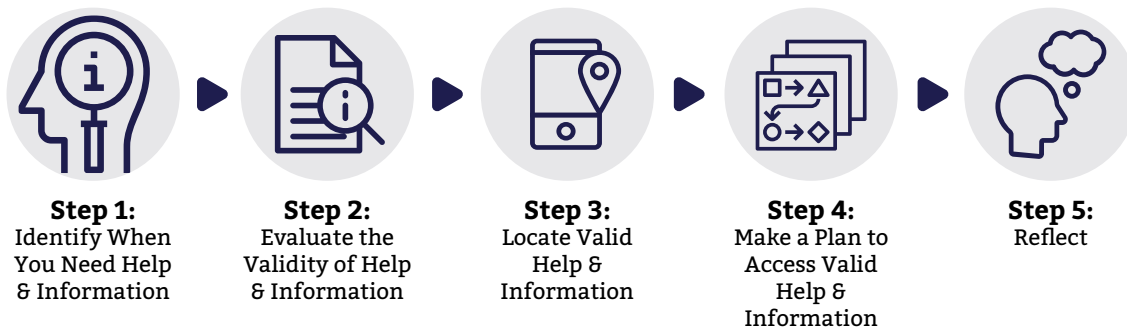 Step 1:
Identify When
You Need Help
& Information
Step 2:
Evaluate the
Validity of Help
& Information
Step 3:
Locate Valid
Help &
Information
Step 4:
Make a Plan to
Access Valid
Help &
Information
Step 5:
Reflect